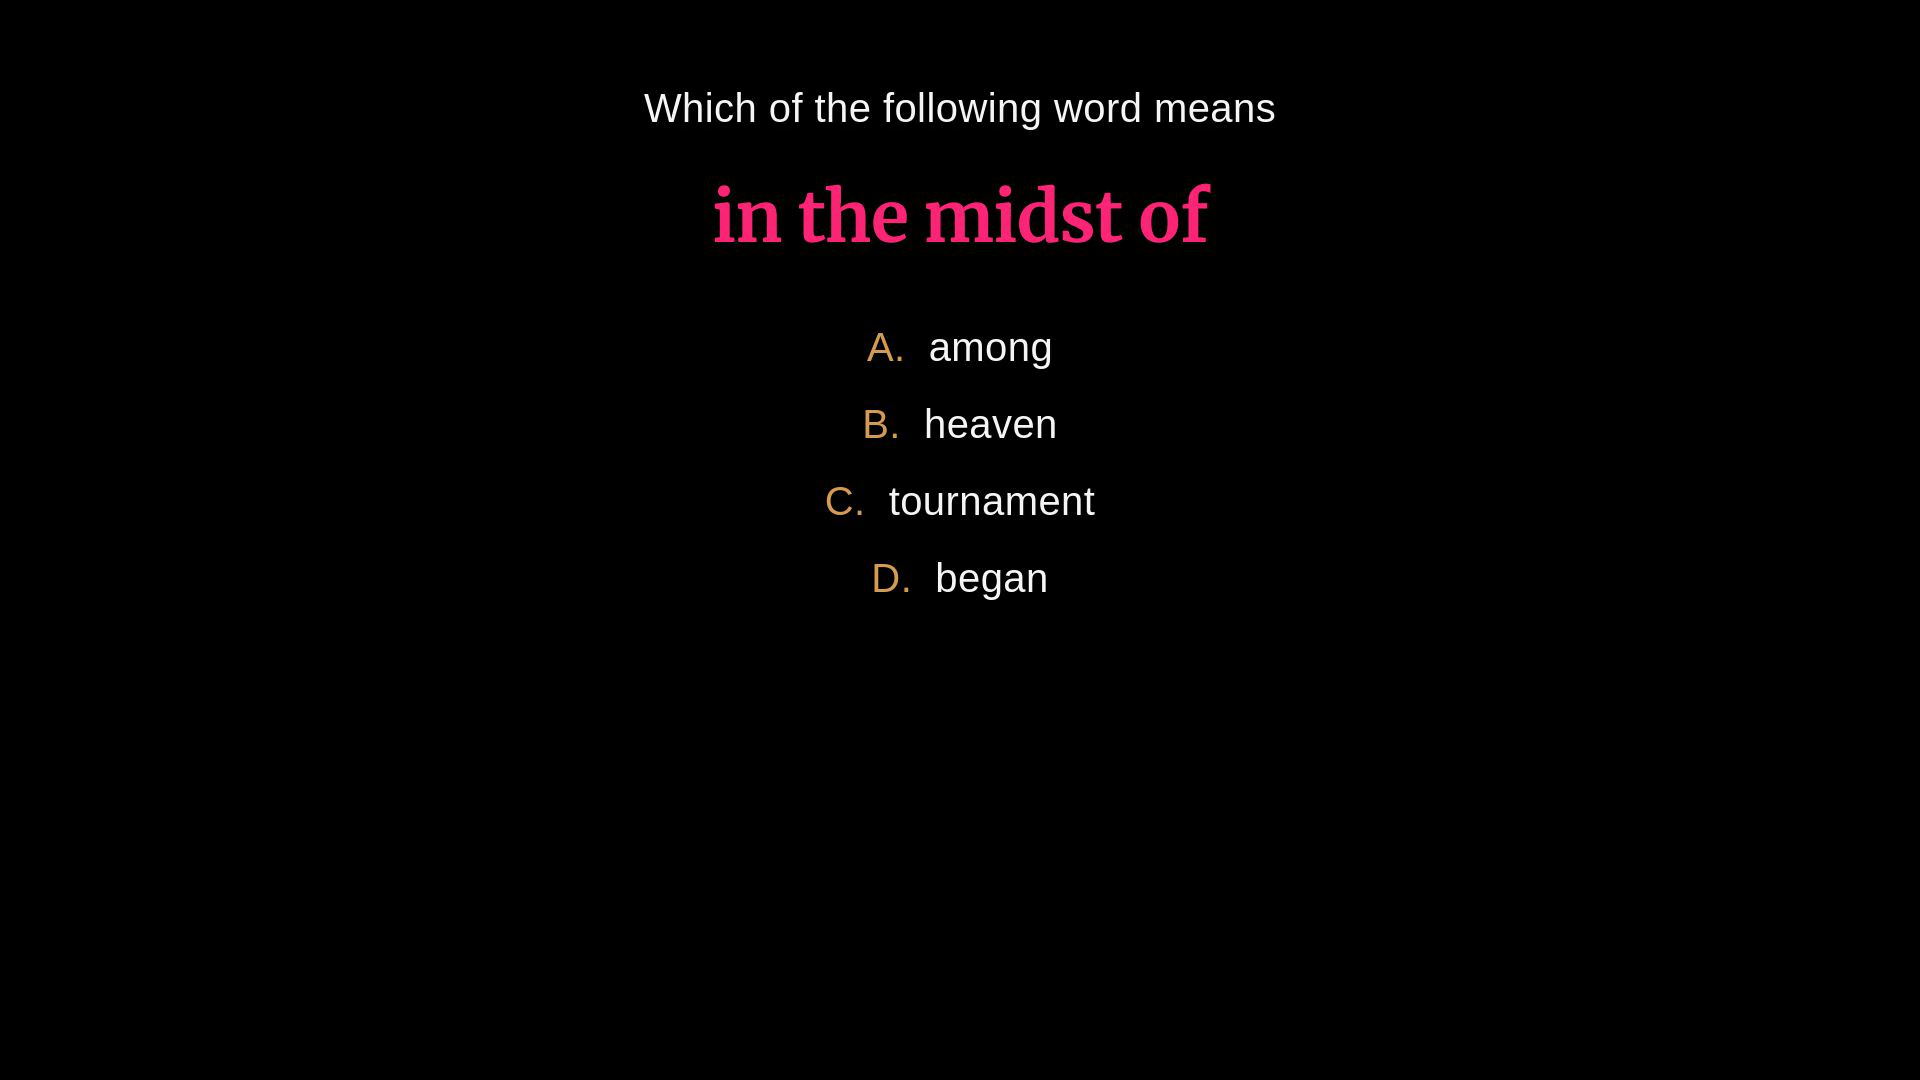 Which of the following word means
in the midst of
A. among
B. heaven
C. tournament
D. began